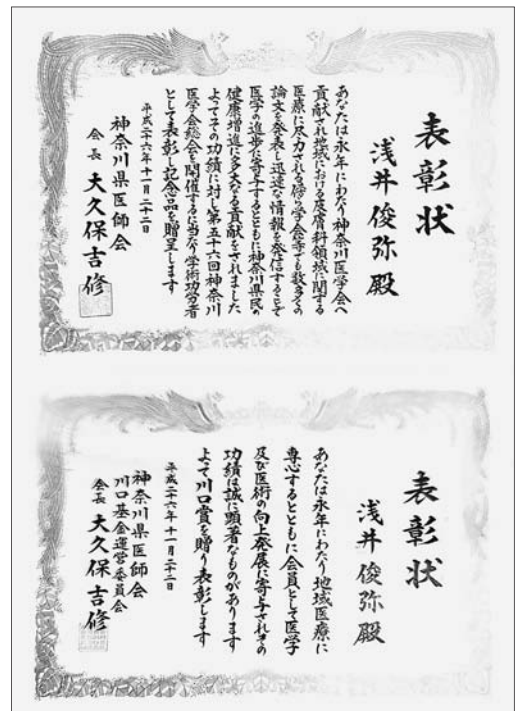 表彰状
浅井俊弥殿
あなたは永年にわたり神奈川医学会へ
貢献され地域における皮膚科領域に関する
医療に尽力される傍ら学会等でも数多くの
論文を発表し迅速な情報を発信することで
医学の進歩に寄与するとともに神奈川県民の
健康増進に多大なる貢献をされました
よってその功績に対し第五十六回神奈川
医学会総会を開催するに当たり学術功労者
として表彰し記念品を贈呈します
平成二十六年十一月二十二日
神奈川県医師会
会長 大久保吉修
表彰状
浅井俊弥殿
あなたは永年にわたり地域医療に
専心するとともに会員として医学
及び医術の向上発展に寄与されその
功績は誠に顕著なものがあります
よって川口賞を贈り表彰します
平成二十六年十一月二十二日
神奈川県医師会
川口基金運営委員会
会長 大久保吉修